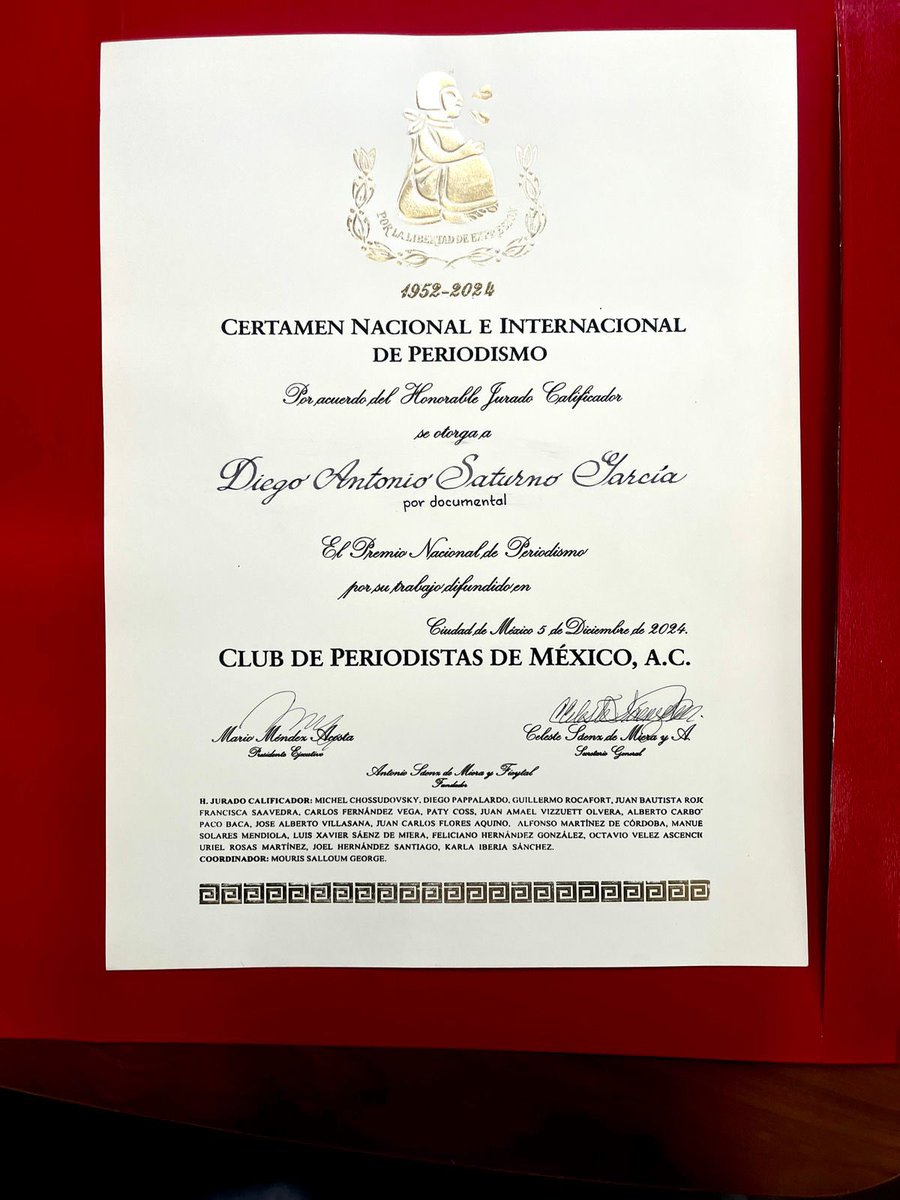 POR LA LIBERTAD DE EXPRESION
1952-2024
CERTAMEN NACIONAL E INTERNACIONAL
DE PERIODISMO
Por acuerdo del Honorable Jurado Calificador
se otorga a
Diego Antonio Saturno García
por documental
El Premio Nacional de Periodismo
por su trabajo difundido en
Ciudad de México 5 de Diciembre de 2024.
CLUB DE PERIODISTAS DE MÉXICO, A.C.
Mario Méndez Acosta
Presidente Ejecutivo
Celeste Sáenz de Miera y A.
Secretario General
Antonio Sáenz de Miera y Fieytal
Fundador
H. JURADO CALIFICADOR: MICHEL CHOSSUDOVSKY, DIEGO PAPPALARDO, GUILLERMO ROCAFORT, JUAN BAUTISTA ROJ
FRANCISCA SAAVEDRA, CARLOS FERNÁNDEZ VEGA, PATY COSS, JUAN AMAEL VIZZUETT OLVERA, ALBERTO CARBO
PACO BACA, JOSE ALBERTO VILLASANA, JUAN CARLOS FLORES AQUINO, ALFONSO MARTÍNEZ DE CÓRDOBA, MANUE
SOLARES MENDIOLA, LUIS XAVIER SÁENZ DE MIERA, FELICIANO HERNÁNDEZ GONZÁLEZ, OCTAVIO VELEZ ASCENCI
URIEL ROSAS MARTÍNEZ, JOEL HERNÁNDEZ SANTIAGO, KARLA IBERIA SÁNCHEZ.
COORDINADOR: MOURIS SALLOUM GEORGE.